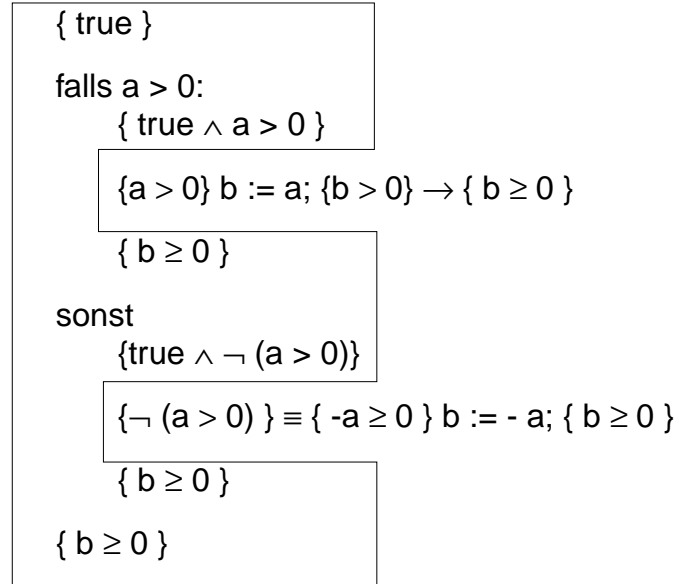 { true }
falls a > 0:
{ true ∧ a > 0 }
{a > 0} b := a; {b > 0} → { b ≥ 0 }
{ b ≥ 0 }
sonst
{true ∧ ¬ (a > 0)}
{¬ (a > 0) } ≡ { -a ≥ 0 } b := - a; { b ≥ 0 }
{ b ≥ 0 }
{ b ≥ 0 }